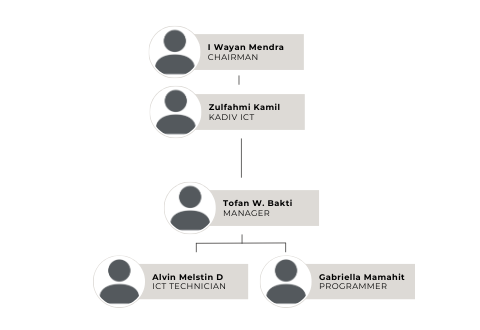 I Wayan Mendra
CHAIRMAN
Zulfahmi Kamil
KADIV ICT
Tofan W. Bakti
MANAGER
Alvin Melstin D
ICT TECHNICIAN
Gabriella Mamahit
PROGRAMMER